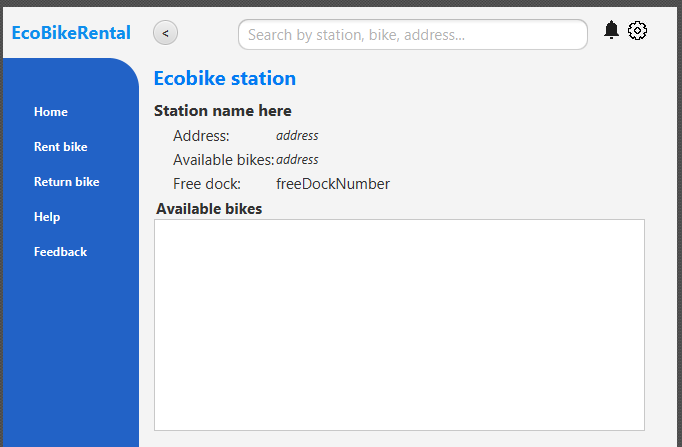 EcoBikeRental
<
Search by station, bike, address...
Home
Rent bike
Return bike
Help
Feedback
Ecobike station
Station name here
Address: address
Available bikes: address
Free dock: freeDockNumber
Available bikes